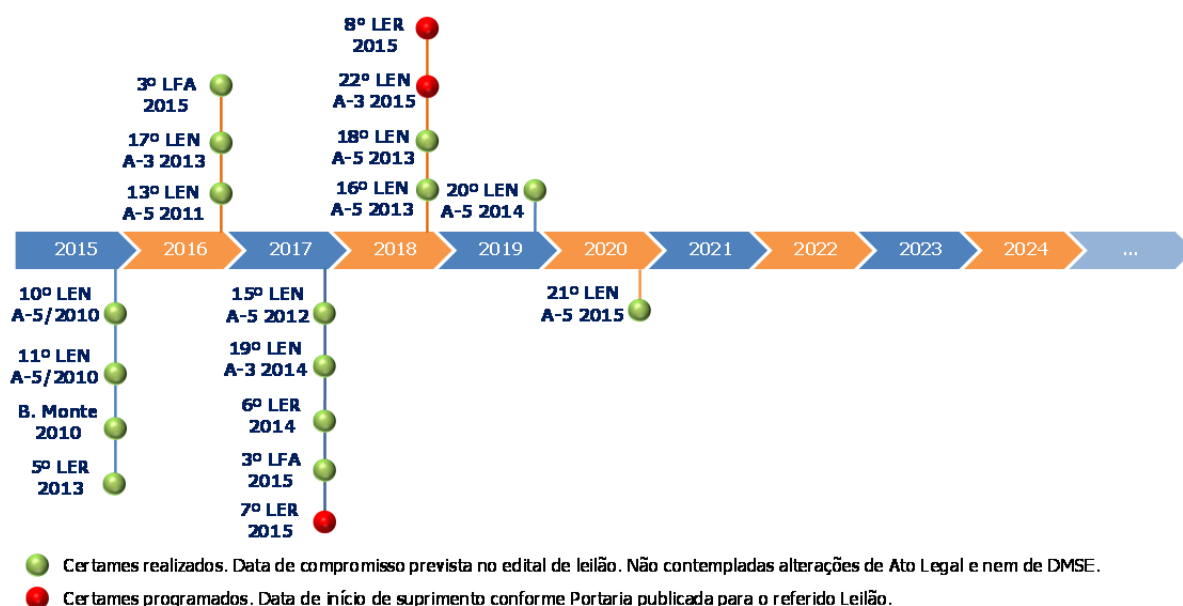 8º LER
2015
3º LFA
2015
22º LEN
A-3 2015
17º LEN
A-3 2013
18º LEN
A-5 2013
13º LEN
A-5 2011
16º LEN
A-5 2013
20º LEN
A-5 2014
2015 2016 2017 2018 2019 2020 2021 2022 2023 2024 ...
10º LEN
A-5/2010
15º LEN
A-5 2012
21º LEN
A-5 2015
11º LEN
A-5/2010
19º LEN
A-3 2014
B. Monte
2010
6º LER
2014
5º LER
2013
3º LFA
2015
7º LER
2015
Certames realizados. Data de compromisso prevista no edital de leilão. Não contempladas alterações de Ato Legal e nem de DMSE.
Certames programados. Data de início de suprimento conforme Portaria publicada para o referido Leilão.